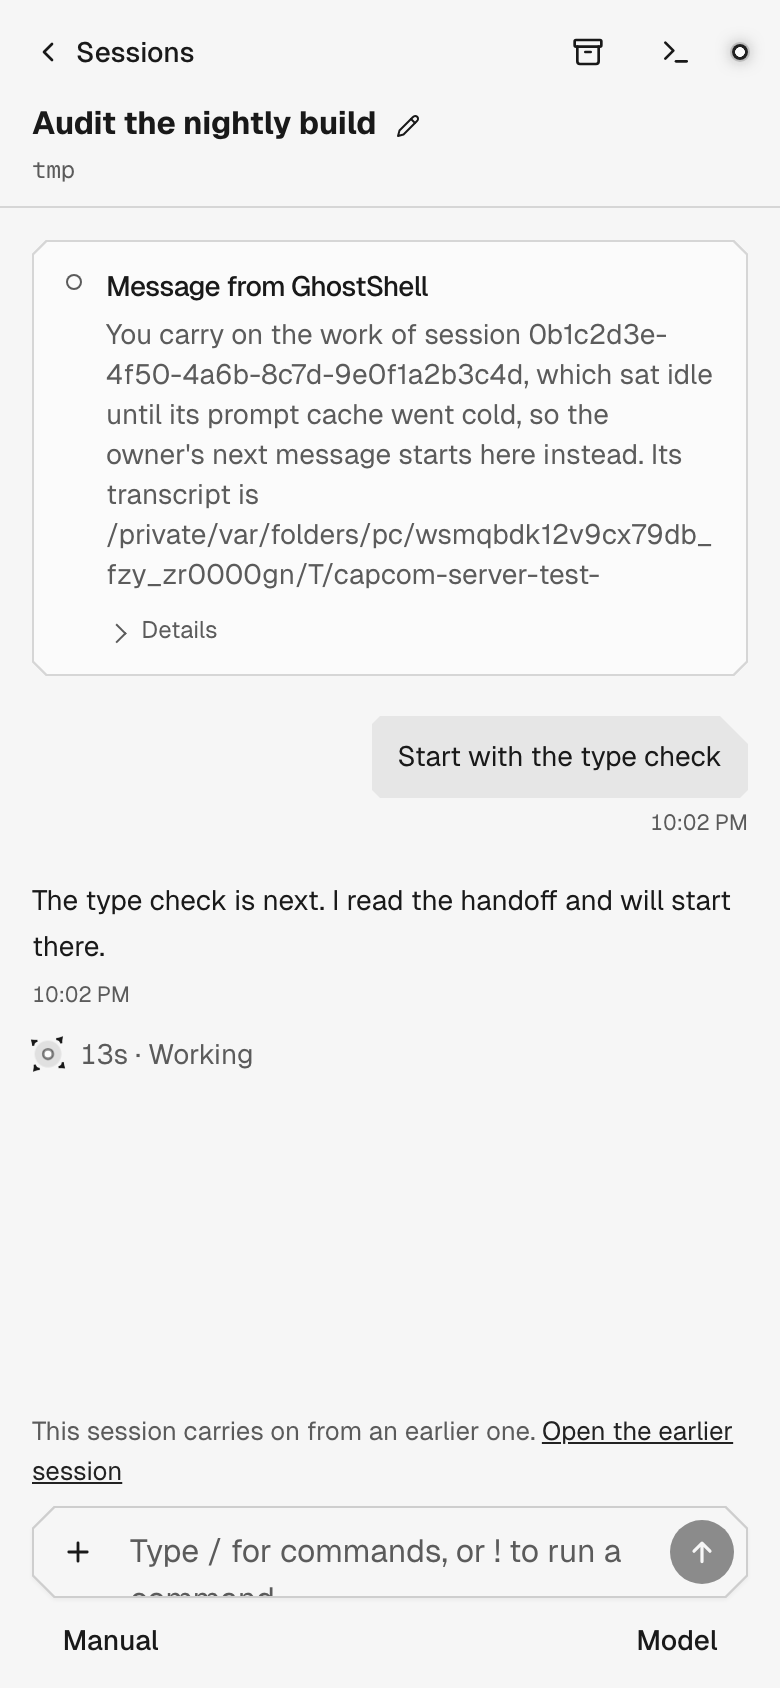 Sessions
Audit the nightly build
tmp
Message from GhostShell
You carry on the work of session 0b1c2d3e-
4f50-4a6b-8c7d-9e0f1a2b3c4d, which sat idle
until its prompt cache went cold, so the
owner's next message starts here instead. Its
transcript is
/private/var/folders/pc/wsmqbdk12v9cx79db_
fzy_zr0000gn/T/capcom-server-test-
Details
Start with the type check
10:02 PM
The type check is next. I read the handoff and will start
there.
10:02 PM
13s · Working
This session carries on from an earlier one. Open the earlier
session
Type / for commands, or ! to run a
command
Manual
Model